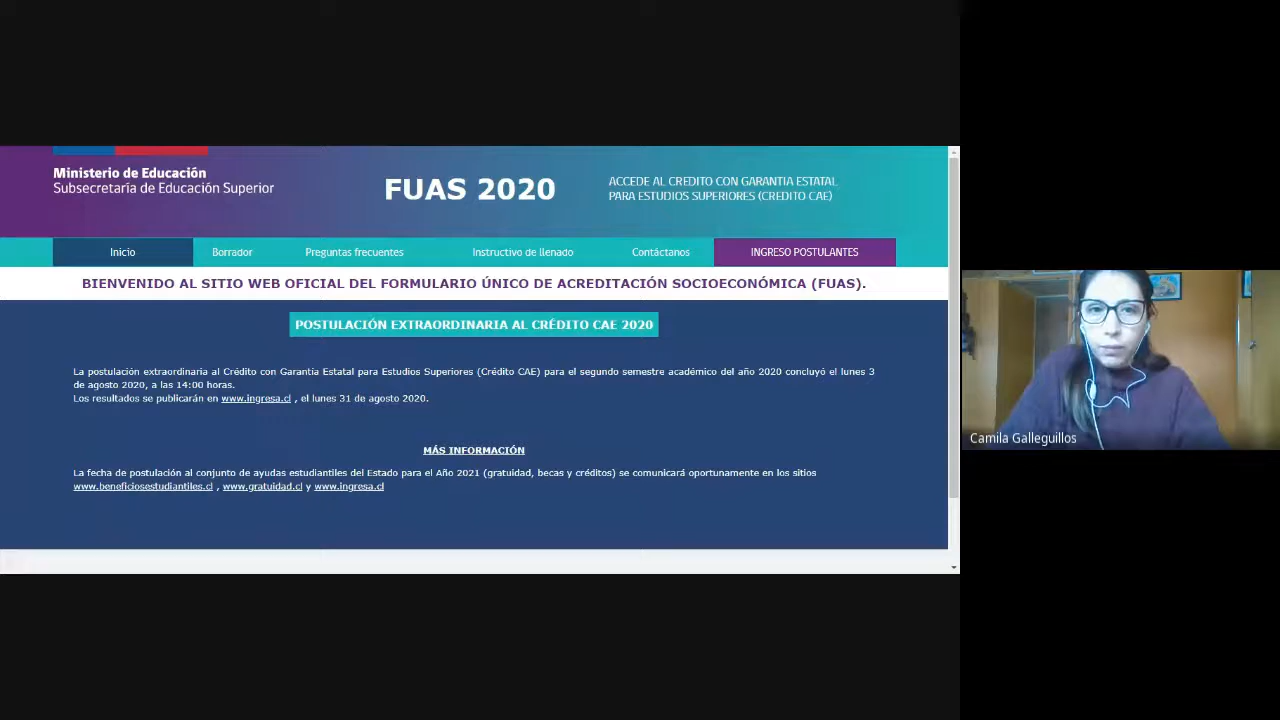 Ministerio de Educación
Subsecretaría de Educación Superior
FUAS 2020
ACCEDE AL CREDITO CON GARANTIA ESTATAL
PARA ESTUDIOS SUPERIORES (CREDITO CAE)
Inicio
Borrador
Preguntas frecuentes
Instructivo de llenado
Contáctanos
INGRESO POSTULANTES
BIENVENIDO AL SITIO WEB OFICIAL DEL FORMULARIO ÚNICO DE ACREDITACIÓN SOCIOECONÓMICA (FUAS).
POSTULACIÓN EXTRAORDINARIA AL CRÉDITO CAE 2020
La postulación extraordinaria al Crédito con Garantía Estatal para Estudios Superiores (Crédito CAE) para el segundo semestre académico del año 2020 concluyó el lunes 3
de agosto 2020, a las 14:00 horas.
Los resultados se publicarán en www.ingresa.cl , el lunes 31 de agosto 2020.
MÁS INFORMACIÓN
La fecha de postulación al conjunto de ayudas estudiantiles del Estado para el Año 2021 (gratuidad, becas y créditos) se comunicará oportunamente en los sitios
www.beneficiosestudiantiles.cl , www.gratuidad.cl y www.ingresa.cl
Camila Galleguillos